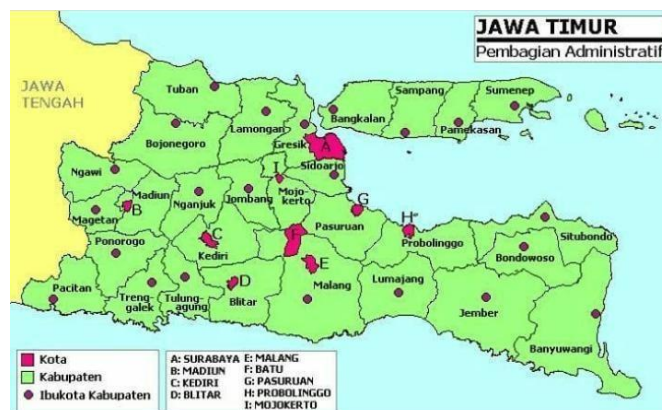 JAWA TIMUR
Pembagian Administratif
JAWA
TENGAH
Tuban
Bojonegoro
Lamongan
Gresik
A
Bangkalan
Sampang
Pamekasan
Sumenep
Sidoarjo
Ngawi
Madiun
B
Magetan
Nganjuk
Jombang
I
Mojo-
kerto
G
Pasuruan
H
Probolinggo
Situbondo
Bondowoso
Ponorogo
C
Kediri
F
E
Malang
D
Blitar
Pacitan
Treng-
galek
Tulung-
agung
Lumajang
Jember
Banyuwangi
Kota
Kabupaten
Ibukota Kabupaten
A: SURABAYA
B: MADIUN
C: KEDIRI
D: BLITAR
E: MALANG
F: BATU
G: PASURUAN
H: PROBOLINGGO
I: MOJOKERTO